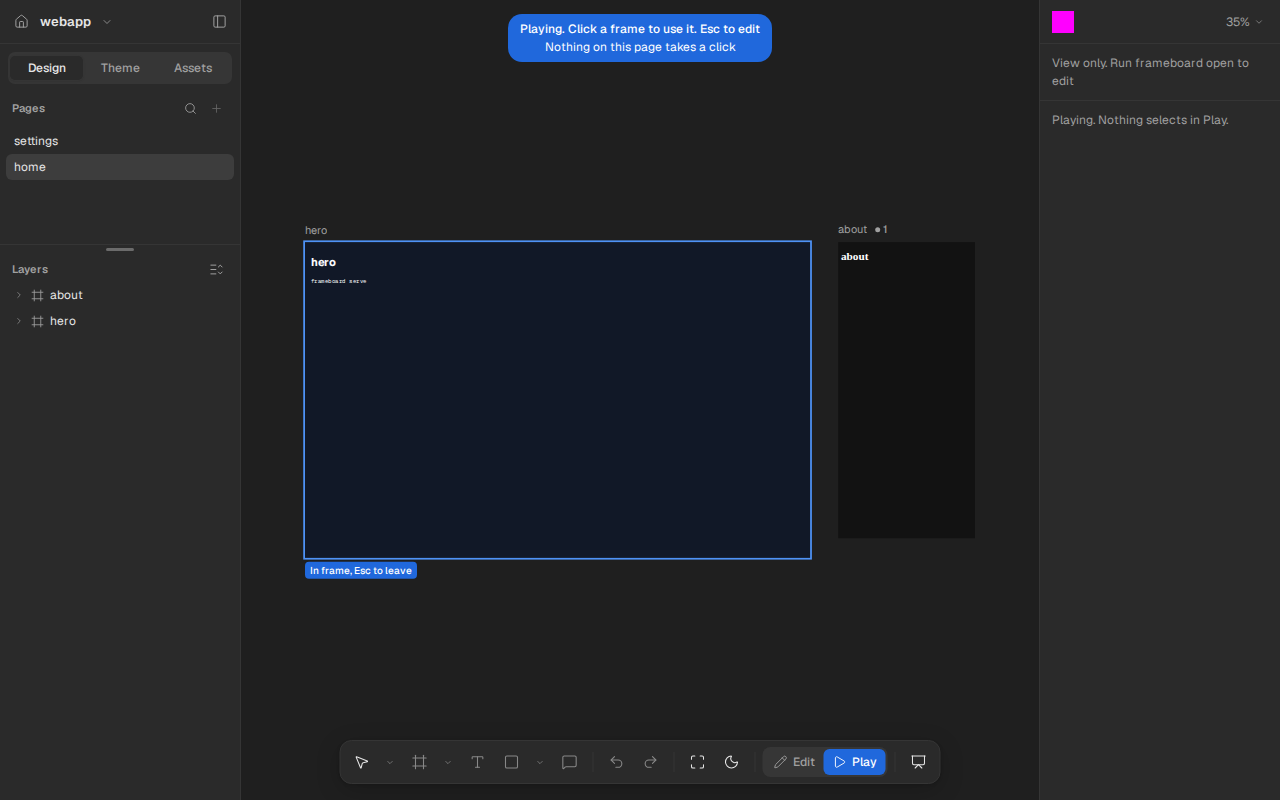 webapp
Design
Theme
Assets
Pages
settings
home
Layers
about
hero
Playing. Click a frame to use it. Esc to edit
Nothing on this page takes a click
hero
hero
frameboard serve
In frame, Esc to leave
about
1
about
Edit
Play
35%
View only. Run frameboard open to
edit
Playing. Nothing selects in Play.